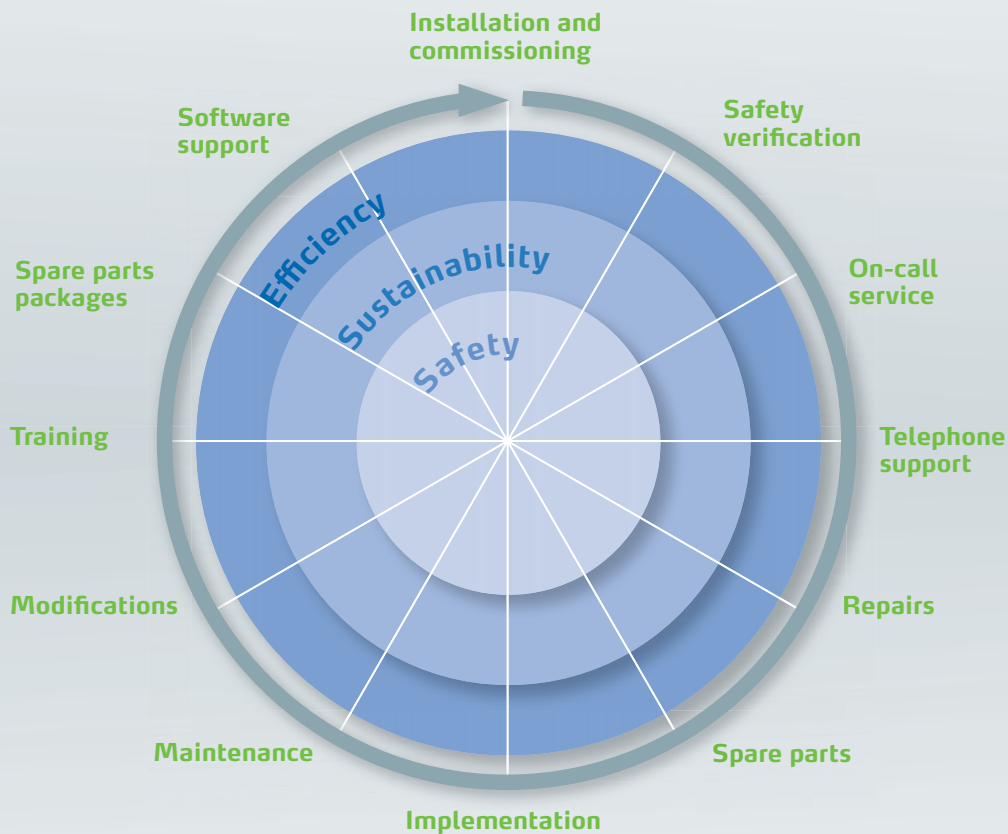 Installation and
commissioning
Safety
verification
On-call
service
Telephone
support
Repairs
Spare parts
Implementation
Maintenance
Modifications
Training
Spare parts
packages
Software
support
Efficiency
Sustainability
Safety